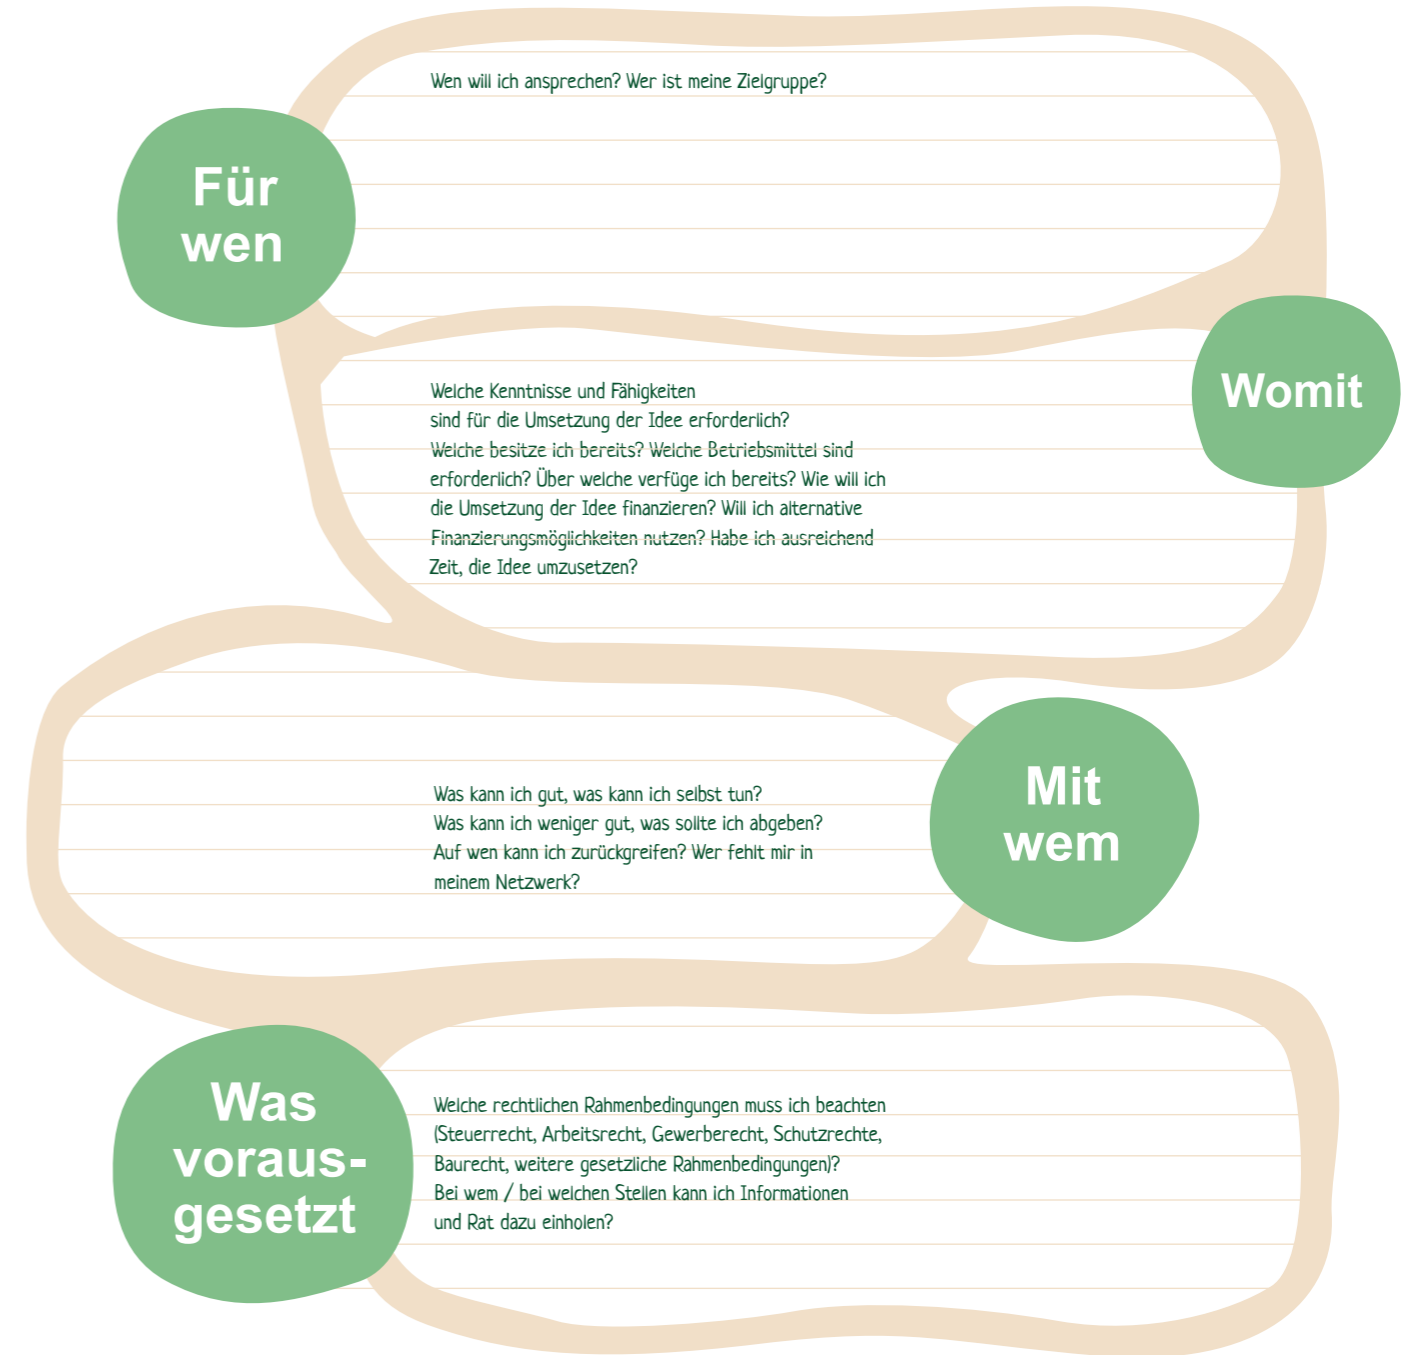 Wen will ich ansprechen? Wer ist meine Zielgruppe?
Für
wen
Womit
Welche Kenntnisse und Fähigkeiten
sind für die Umsetzung der Idee erforderlich?
Welche besitze ich bereits? Welche Betriebsmittel sind
erforderlich? Über welche verfüge ich bereits? Wie will ich
die Umsetzung der Idee finanzieren? Will ich alternative
Finanzierungsmöglichkeiten nutzen? Habe ich ausreichend
Zeit, die Idee umzusetzen?
Mit
wem
Was kann ich gut, was kann ich selbst tun?
Was kann ich weniger gut, was sollte ich abgeben?
Auf wen kann ich zurückgreifen? Wer fehlt mir in
meinem Netzwerk?
Was
voraus-
gesetzt
Welche rechtlichen Rahmenbedingungen muss ich beachten
(Steuerrecht, Arbeitsrecht, Gewerberecht, Schutzrechte,
Baurecht, weitere gesetzliche Rahmenbedingungen)?
Bei wem / bei welchen Stellen kann ich Informationen
und Rat dazu einholen?